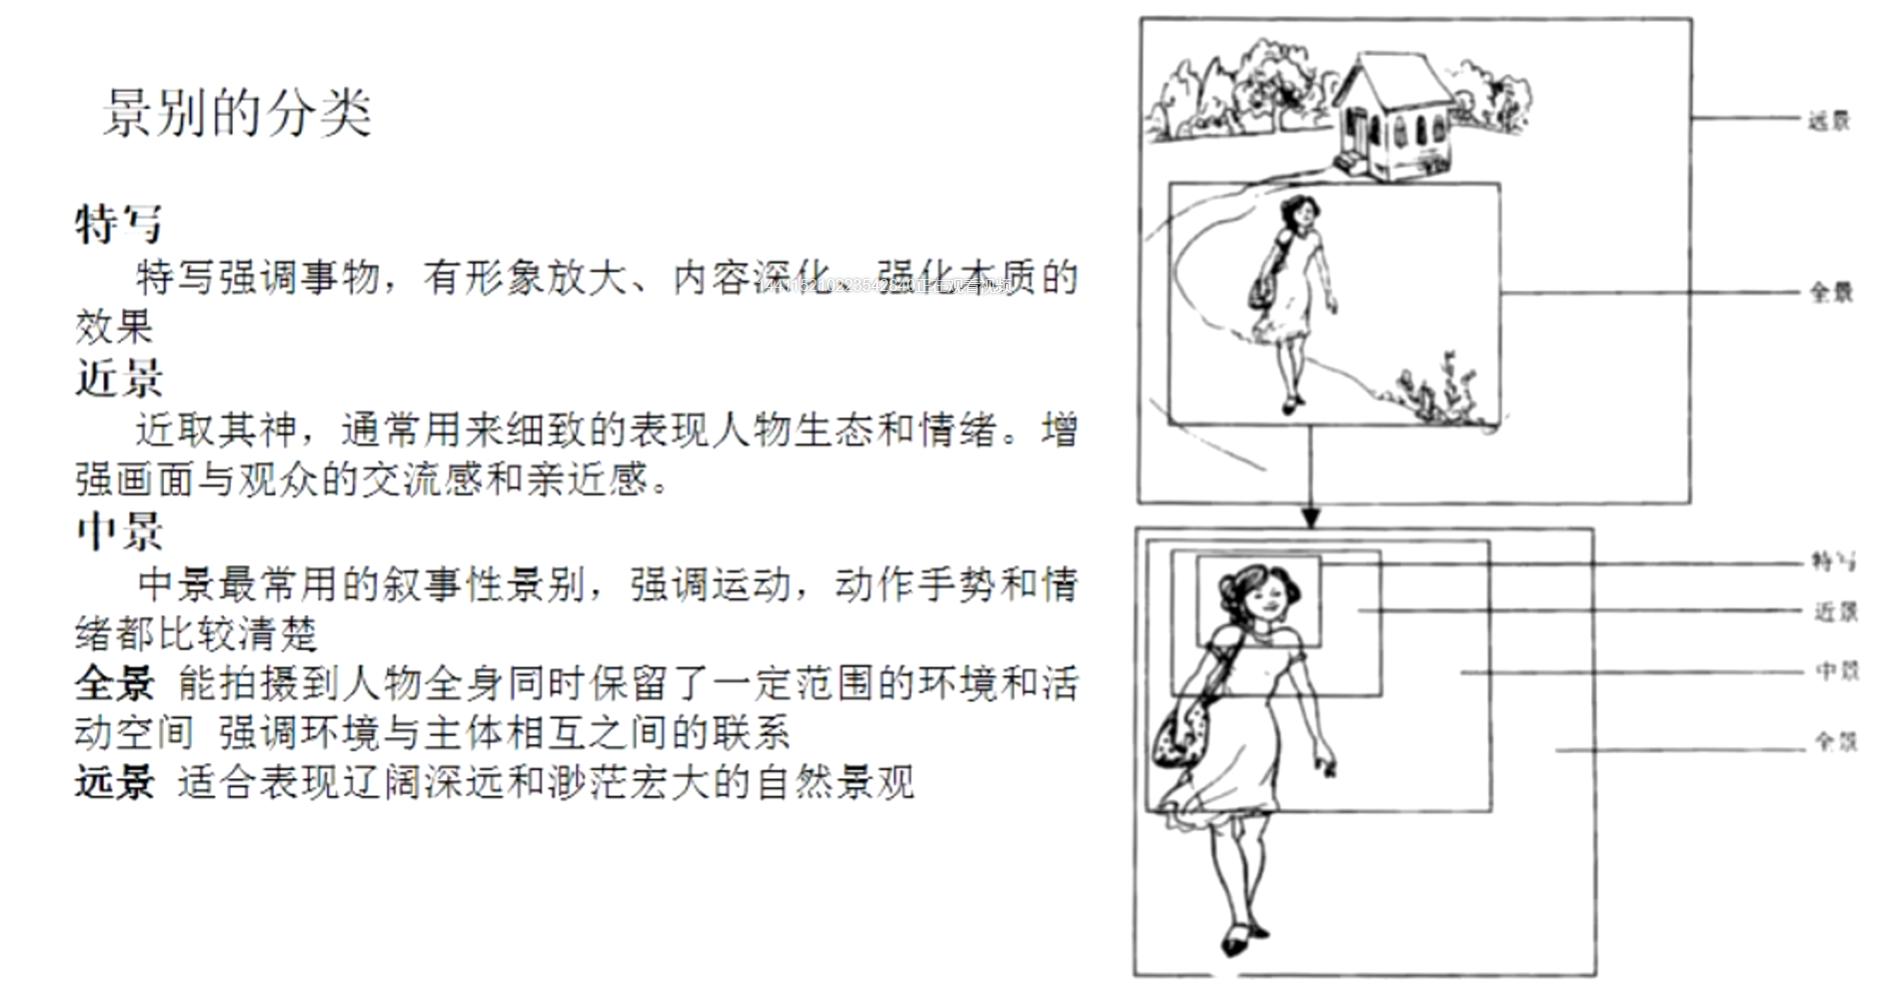 景别的分类
特写
特写强调事物，有形象放大、内容深化、强化本质的
效果
近景
近取其神，通常用来细致的表现人物生态和情绪。增
强画面与观众的交流感和亲近感。
中景
中景最常用的叙事性景别，强调运动，动作手势和情
绪都比较清楚
全景 能拍摄到人物全身同时保留了一定范围的环境和活
动空间 强调环境与主体相互之间的联系
远景 适合表现辽阔深远和渺茫宏大的自然景观
远景
全景
特写
近景
中景
全景
正在观看视频